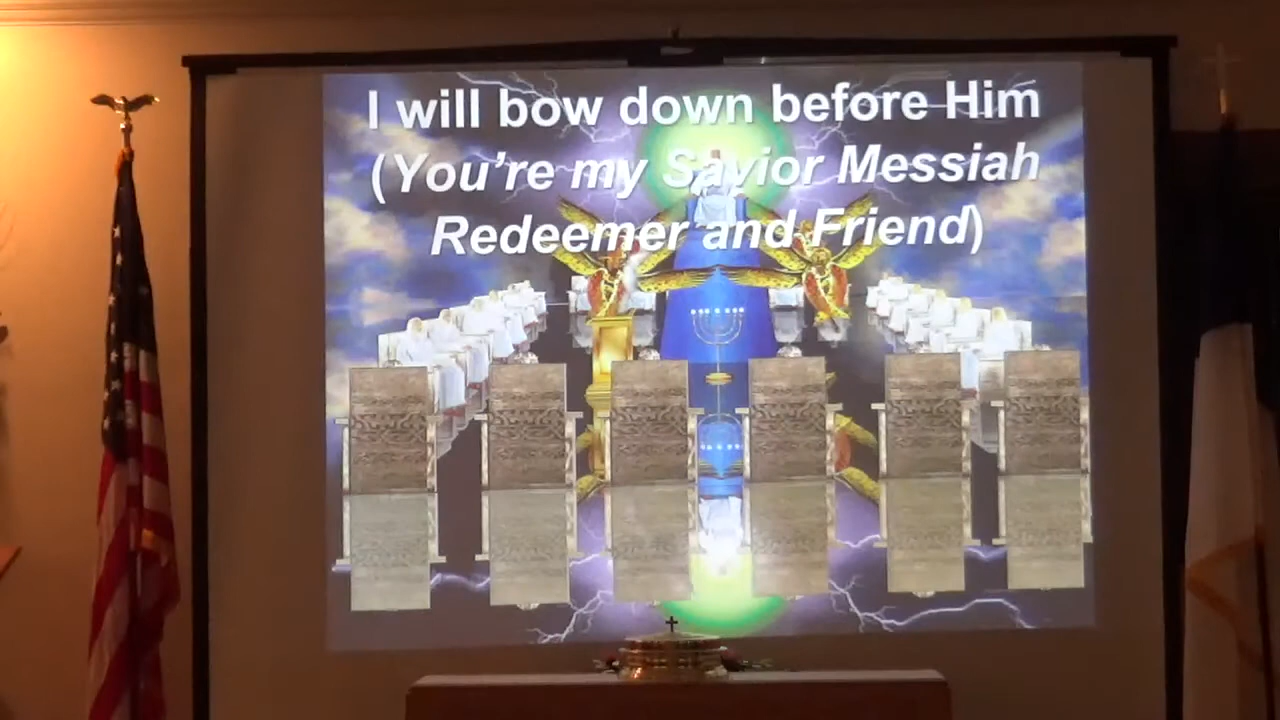 I will bow down before Him
(You're my Savior Messiah
Redeemer and Friend)